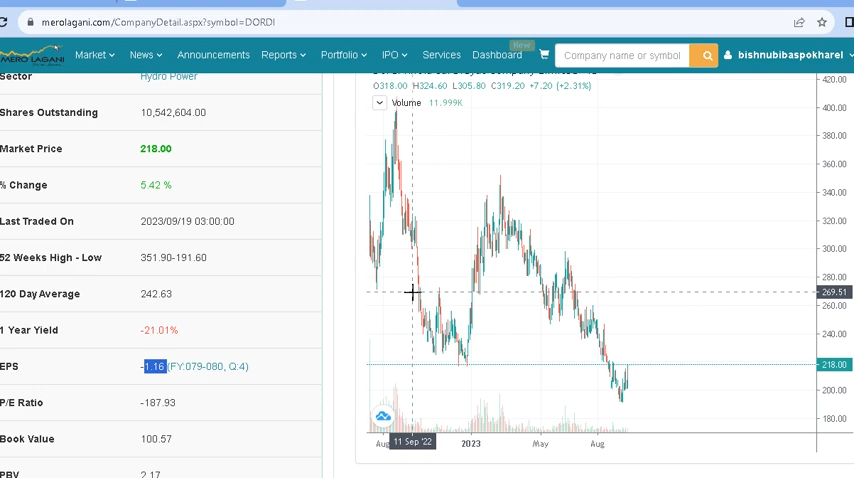 merolagani.com/CompanyDetail.aspx?symbol=DORDI
New
MERO LAGANI
Market News Announcements Reports Portfolio IPO Services Dashboard Company name or symbol bishnubibaspokharel
Sector Hydro Power
Shares Outstanding 10,542,604.00
Market Price 218.00
% Change 5.42 %
Last Traded On 2023/09/19 03:00:00
52 Weeks High - Low 351.90-191.60
120 Day Average 242.63
1 Year Yield -21.01%
EPS -1.16 (FY:079-080, Q:4)
P/E Ratio -187.93
Book Value 100.57
PBV 2.17
O318.00 H324.60 L305.80 C319.20 +7.20 (+2.31%)
Volume 11.999K
420.00
400.00
380.00
360.00
340.00
320.00
300.00
280.00
269.51
260.00
240.00
218.00
200.00
180.00
Aug 11 Sep '22 2023 May Aug